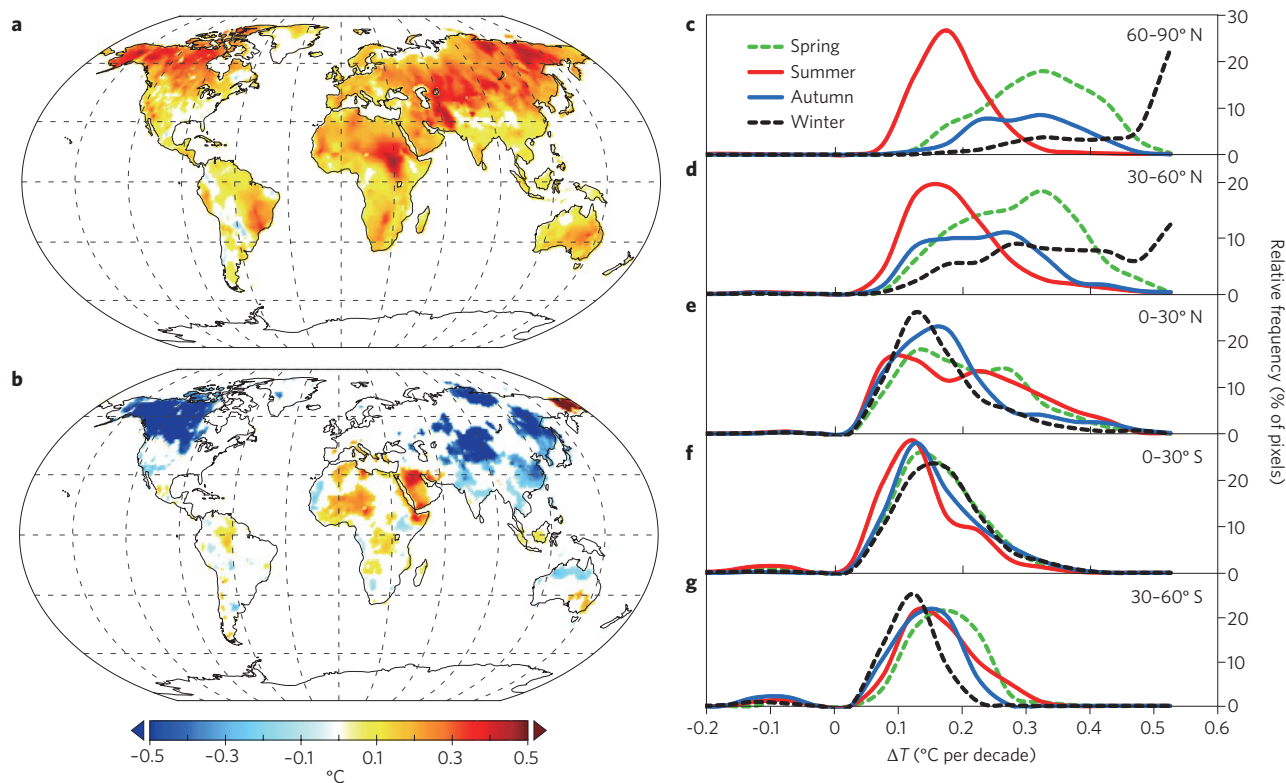 a
b
−0.5
−0.3
0.1
0.1
0.3
0.5
°C
c
Spring
Summer
Autumn
Winter
60–90° N
30
20
10
0
d
30–60° N
20
10
0
e
0–30° N
20
10
0
f
0–30° S
20
10
0
g
30–60° S
20
10
0
Relative frequency (% of pixels)
-0.2
-0.1
0
0.1
0.2
0.3
0.4
0.5
0.6
ΔT (°C per decade)